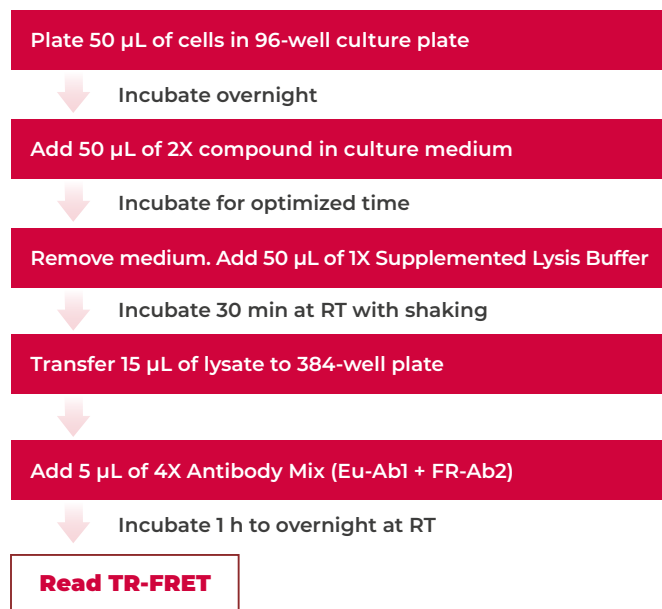 Plate 50 µL of cells in 96-well culture plate
Incubate overnight
Add 50 µL of 2X compound in culture medium
Incubate for optimized time
Remove medium. Add 50 µL of 1X Supplemented Lysis Buffer
Incubate 30 min at RT with shaking
Transfer 15 µL of lysate to 384-well plate
Add 5 µL of 4X Antibody Mix (Eu-Ab1 + FR-Ab2)
Incubate 1 h to overnight at RT
Read TR-FRET